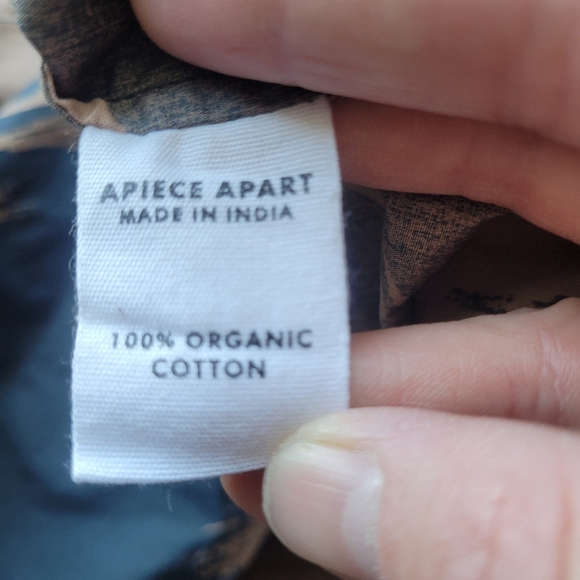 APIECE APART
MADE IN INDIA
100% ORGANIC
COTTON